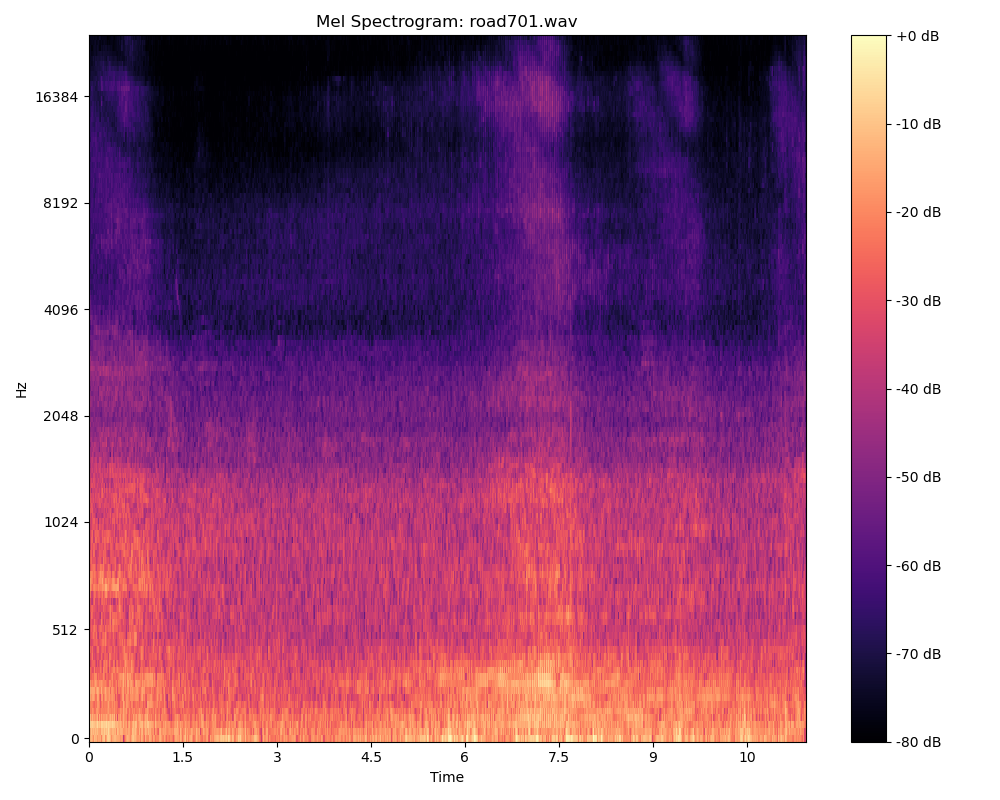 Mel Spectrogram: road701.wav
Hz
16384
8192
4096
2048
1024
512
0
0 1.5 3 4.5 6 7.5 9 10
Time
+0 dB
-10 dB
-20 dB
-30 dB
-40 dB
-50 dB
-60 dB
-70 dB
-80 dB